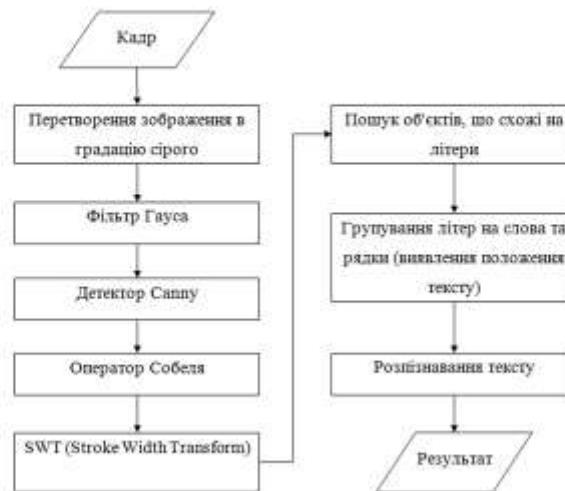 Кадр
Перетворення зображення в
градацію сірого
Фільтр Гауса
Детектор Canny
Оператор Собеля
SWT (Stroke Width Transform)
Пошук об'єктів, що схожі на
літери
Групування літер на слова та
рядки (виявлення положення
тексту)
Розпізнавання тексту
Результат